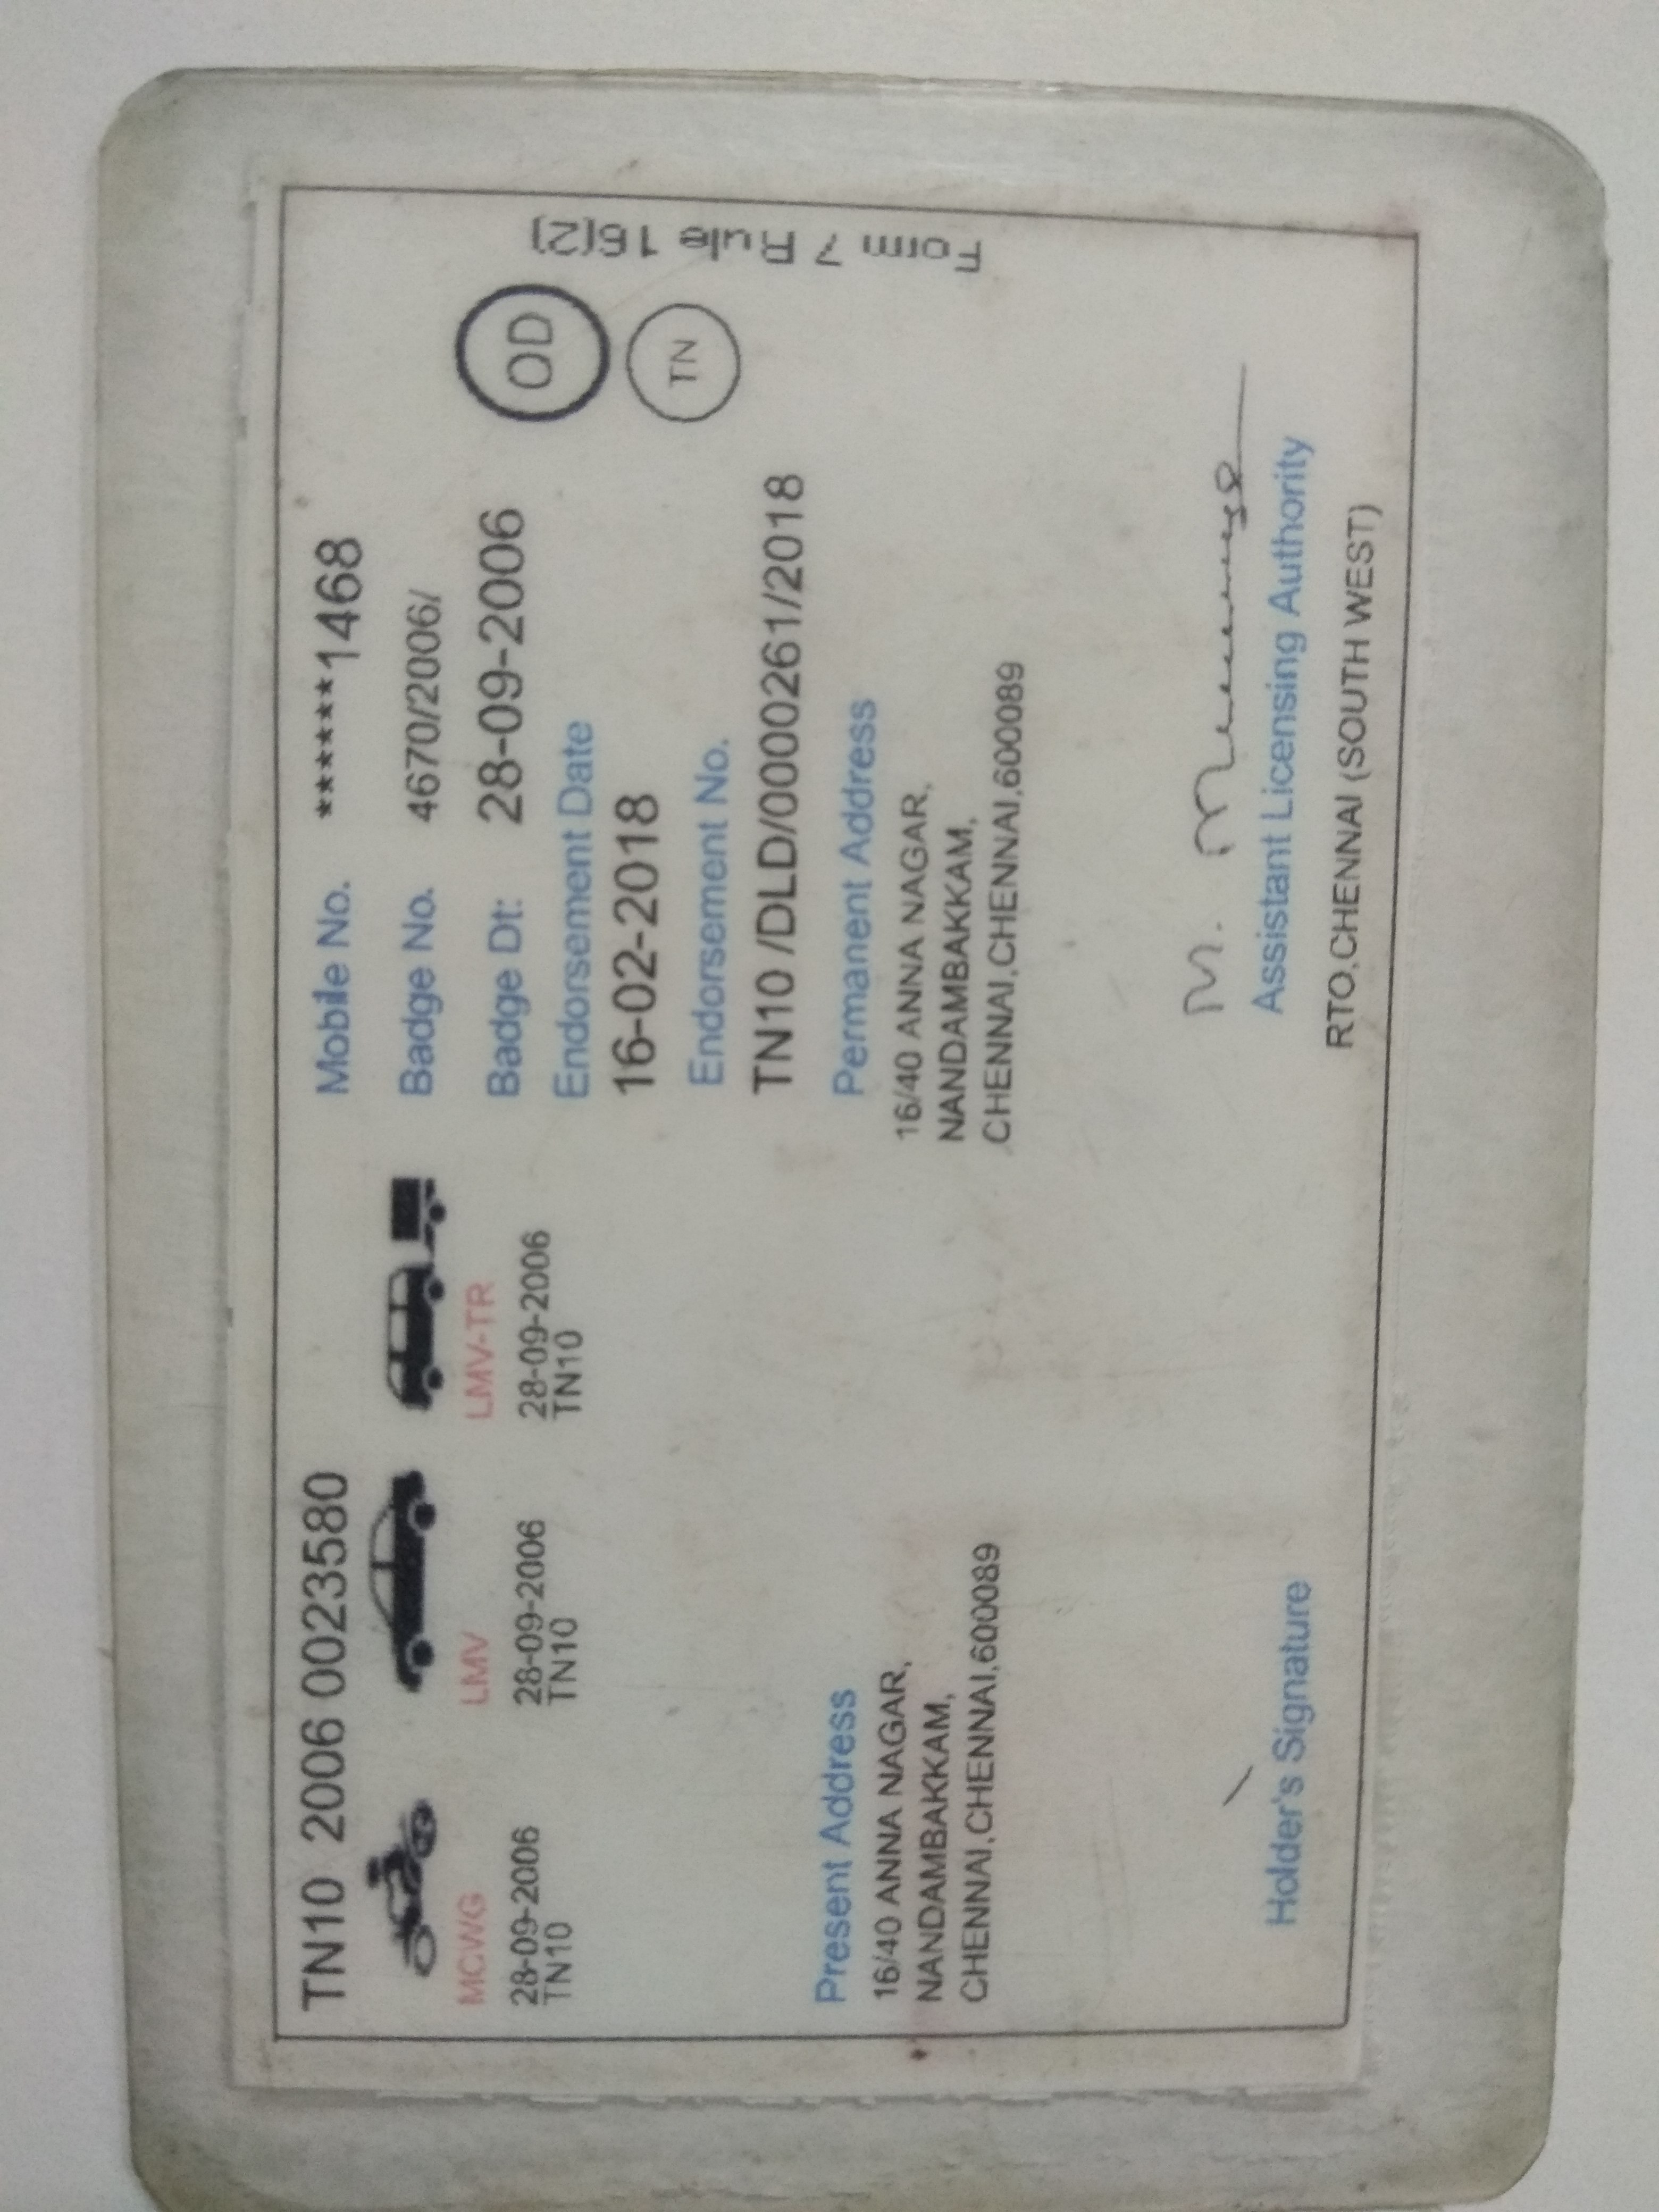 TN10 2006 0023580
MCWG
28-09-2006
TN10
LMV
28-09-2006
TN10
LMV-TR
28-09-2006
TN10
Present Address
16/40 ANNA NAGAR,
NANDAMBAKKAM,
CHENNAI,CHENNAI,600089
Holder's Signature
Mobile No. ******1468
Badge No. 4670/2006/
Badge Dt: 28-09-2006
Endorsement Date
16-02-2018
Endorsement No.
TN10 /DLD/0000261/2018
Permanent Address
16/40 ANNA NAGAR,
NANDAMBAKKAM,
CHENNAI,CHENNAI,600089
Assistant Licensing Authority
RTO,CHENNAI (SOUTH WEST)
OD
TN
Form 7 Rule 16(2)